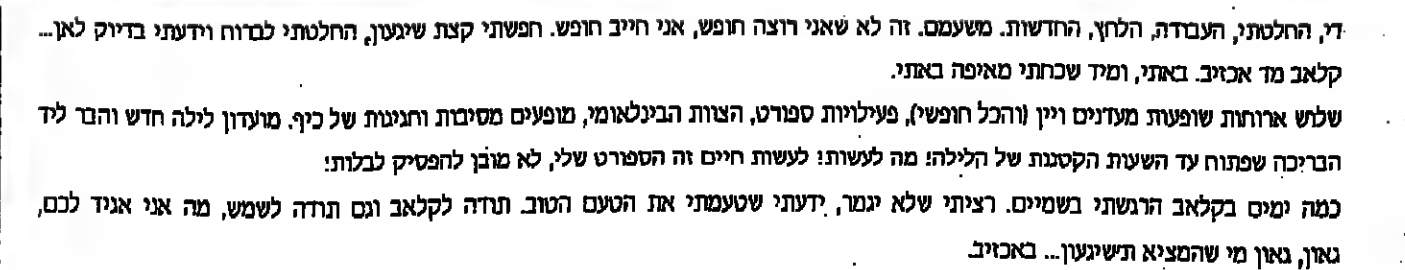 די, החלטתי, העבודה, הלחץ, החדשות. משעמם. זה לא שאני רוצה חופש, אני חייב חופש. חפשתי קצת שיגעון, החלטתי לברוח וידעתי בדיוק לאן...
קלאב מד אכזיב. באתי, ומיד שכחתי מאיפה באתי.
שלוש ארוחות שופעות מעדנים ויין (והכל חופשי), פעילויות ספורט, הצוות הבינלאומי, מופעים מסיבות וחגיגות של כיף. מועדון לילה חדש והבר ליד
הבריכה שפתוח עד השעות הקטנות של הלילה! מה לעשות! לעשות חיים זה הספורט שלי, לא מובן להפסיק לבלות!
כמה ימים בקלאב הרגשתי בשמיים. רציתי שלא יגמר, ידעתי שטעמתי את הטעם הטוב. תודה לקלאב וגם תודה לשמש, מה אני אגיד לכם,
גאון, גאון מי שהמציא ת'שיגעון... באכזיב.